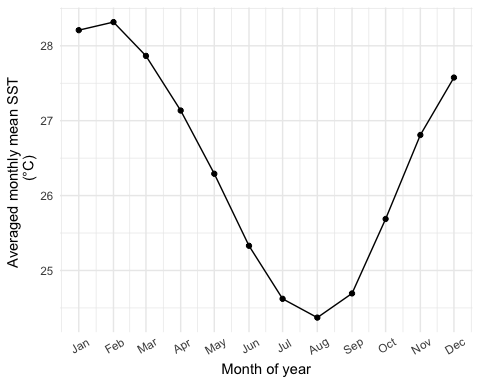 Averaged monthly mean SST
(°C)
28
27
26
25
Jan
Feb
Mar
Apr
May
Jun
Jul
Aug
Sep
Oct
Nov
Dec
Month of year